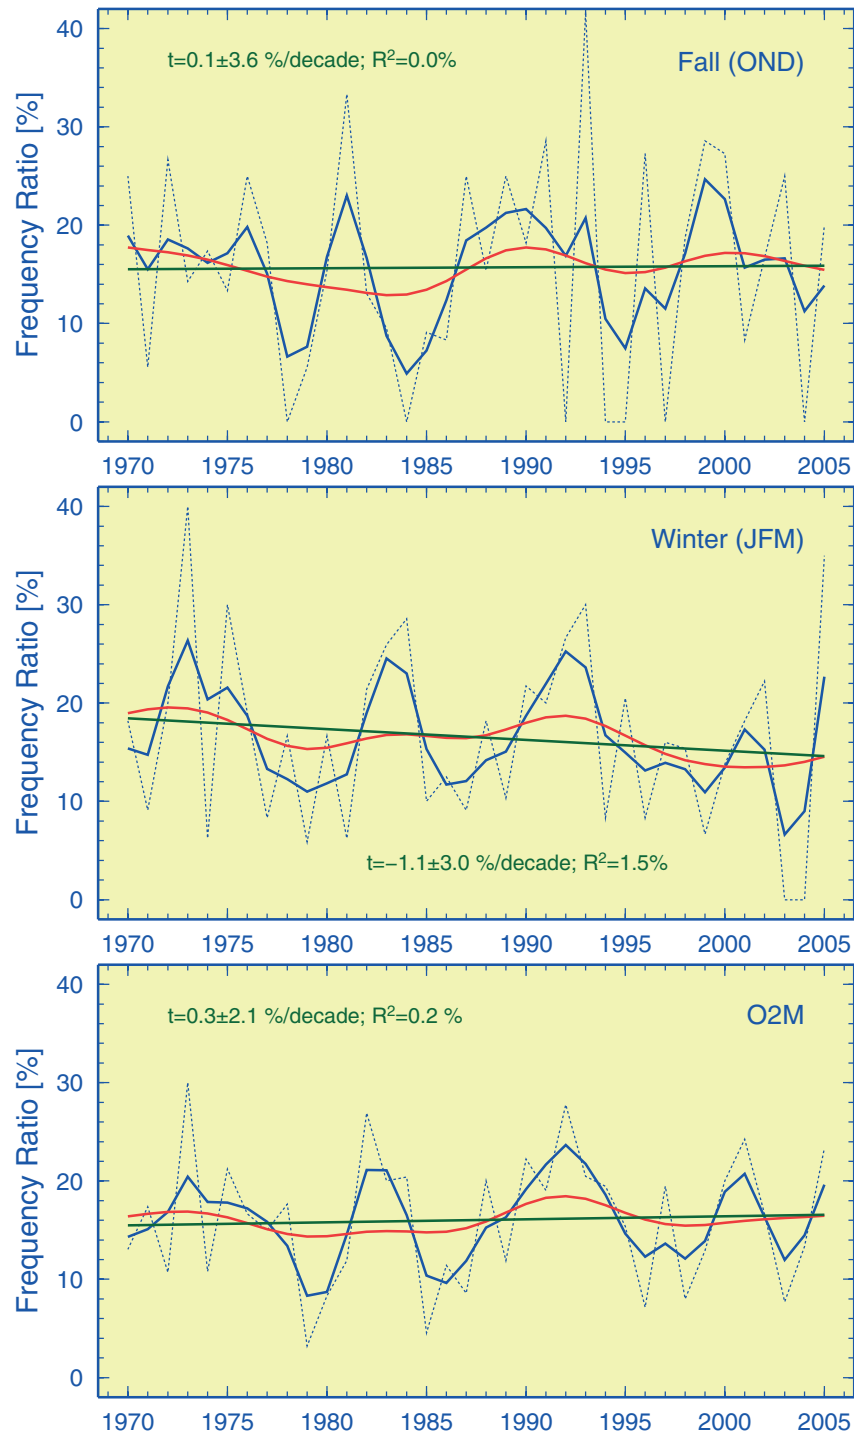 40
t=0.1±3.6 %/decade; R²=0.0%
Fall (OND)
30
Frequency Ratio [%]
20
10
0
1970 1975 1980 1985 1990 1995 2000 2005
40
Winter (JFM)
30
Frequency Ratio [%]
20
10
t=−1.1±3.0 %/decade; R²=1.5%
0
1970 1975 1980 1985 1990 1995 2000 2005
40
t=0.3±2.1 %/decade; R²=0.2 %
O2M
30
Frequency Ratio [%]
20
10
0
1970 1975 1980 1985 1990 1995 2000 2005